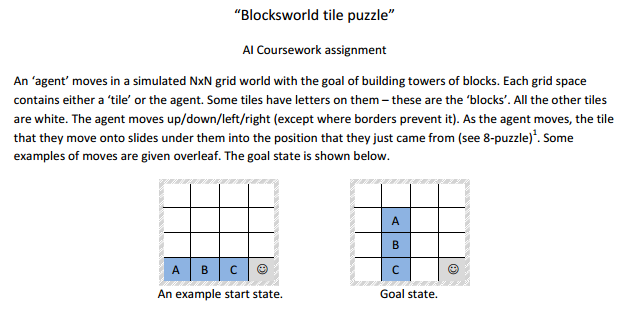 “Blocksworld tile puzzle”
AI Coursework assignment
An ‘agent’ moves in a simulated NxN grid world with the goal of building towers of blocks. Each grid space
contains either a ‘tile’ or the agent. Some tiles have letters on them – these are the ‘blocks’. All the other tiles
are white. The agent moves up/down/left/right (except where borders prevent it). As the agent moves, the tile
that they move onto slides under them into the position that they just came from (see 8-puzzle)¹. Some
examples of moves are given overleaf. The goal state is shown below.
A B C
An example start state.
A
B
C
Goal state.